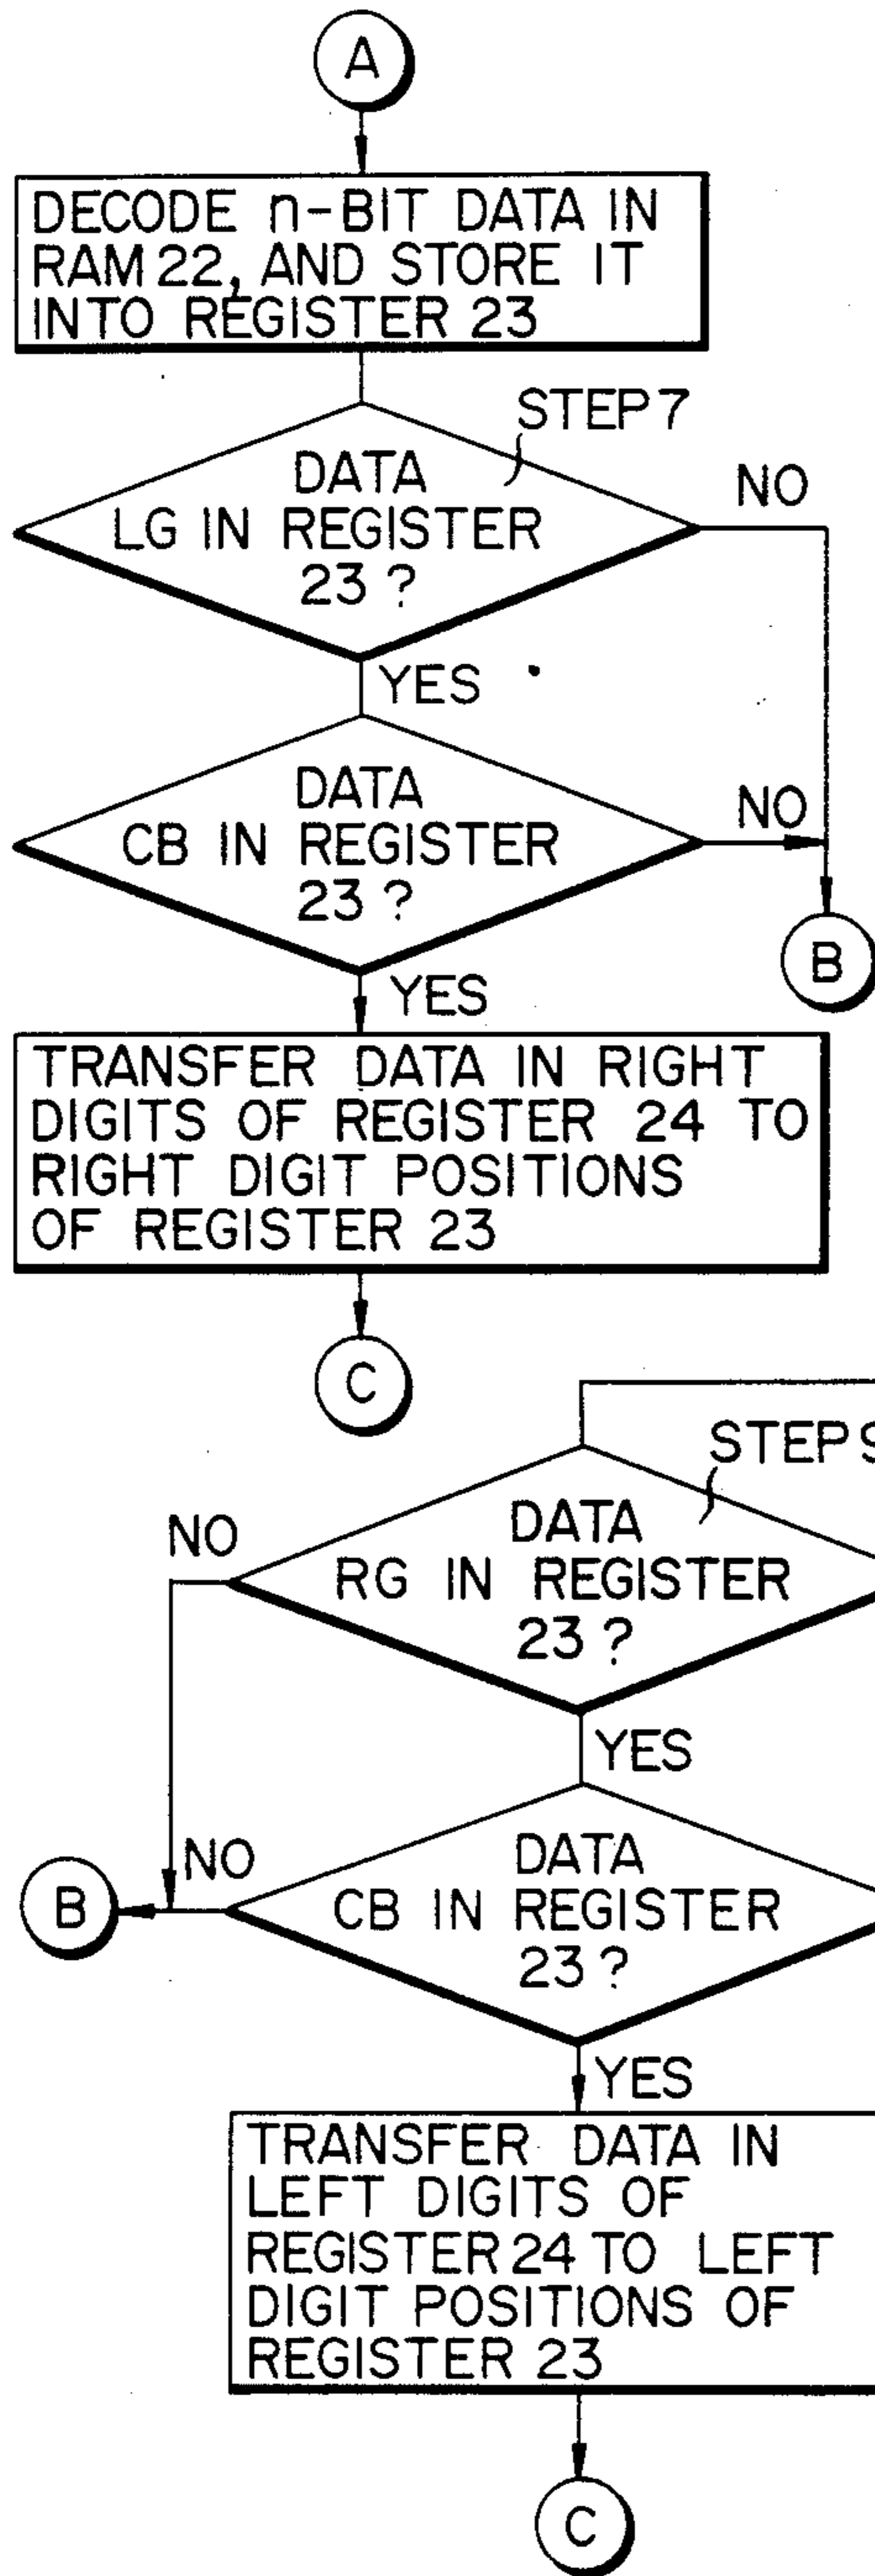 A
DECODE n-BIT DATA IN
RAM 22, AND STORE IT
INTO REGISTER 23
STEP 7
DATA
LG IN REGISTER
23 ?
NO
YES
DATA
CB IN REGISTER
23 ?
NO
B
YES
TRANSFER DATA IN RIGHT
DIGITS OF REGISTER 24 TO
RIGHT DIGIT POSITIONS
OF REGISTER 23
C
STEP 9
DATA
RG IN REGISTER
23 ?
NO
YES
DATA
CB IN REGISTER
23 ?
NO
B
YES
TRANSFER DATA IN
LEFT DIGITS OF
REGISTER 24 TO LEFT
DIGIT POSITIONS OF
REGISTER 23
C